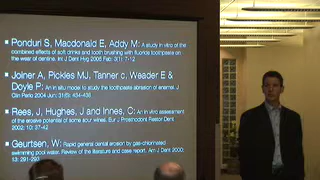 Ponduri S, Macdonald E, Addy M: A study in vitro of the
combined effects of soft drinks and tooth brushing with fluoride toothpaste on
the wear of dentine. Int J Dent Hyg 2005 Feb; 3(1): 7-12
Joiner A, Pickles MJ, Tanner c, Weader E &
Doyle P: An in situ model to study the toothpaste abrasion of enamel. J
Clin Perio 2004 Jun; 31(6): 434-438
Rees, J, Hughes, J and Innes, C: An in vitro assessment
of the erosive potential of some sour wines. Eur J Prosthodont Restor Dent
2002; 10: 37-42
Geurtsen, W: Rapid general dental erosion by gas-chlorinated
swimming pool water. Review of the literature and case report. Am J Dent 2000;
13: 291-293